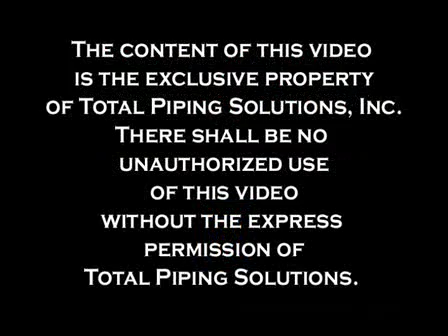 The content of this video
is the exclusive property
of Total Piping Solutions, Inc.
There shall be no
unauthorized use
of this video
without the express
permission of
Total Piping Solutions.